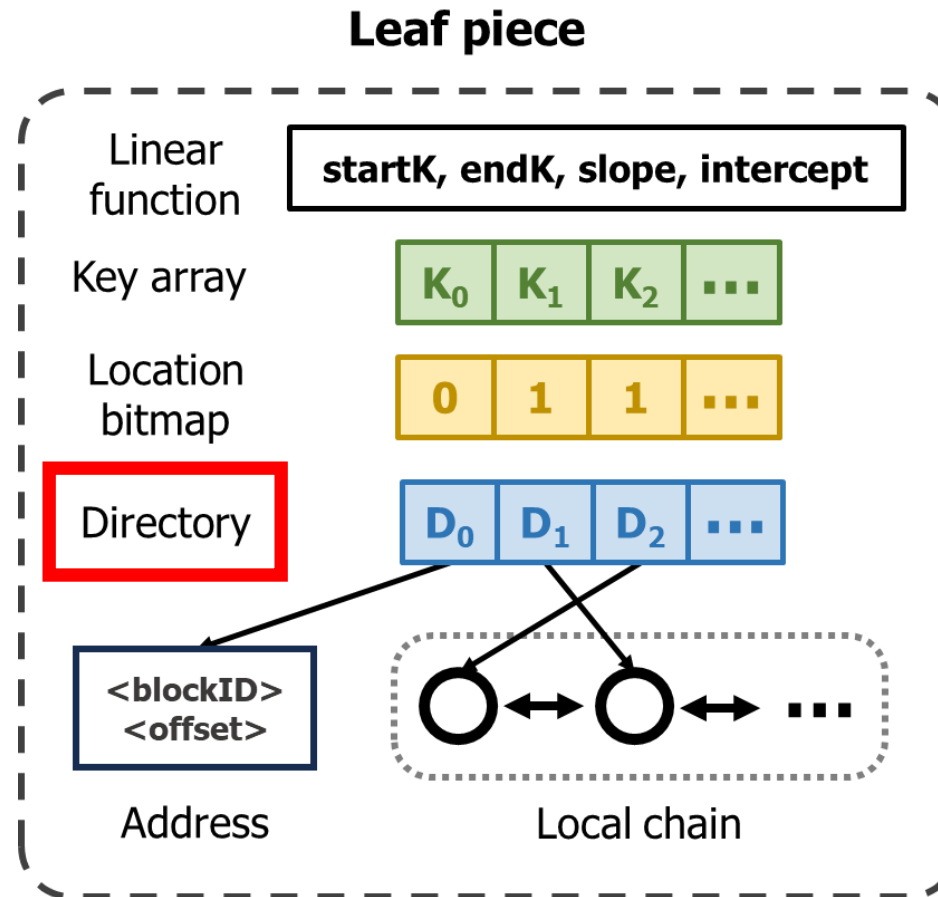 Leaf piece
Linear
function
startK, endK, slope, intercept
Key array
K₀ K₁ K₂ ...
Location
bitmap
0 1 1 ...
Directory
D₀ D₁ D₂ ...
<blockID>
<offset>
...
Address
Local chain